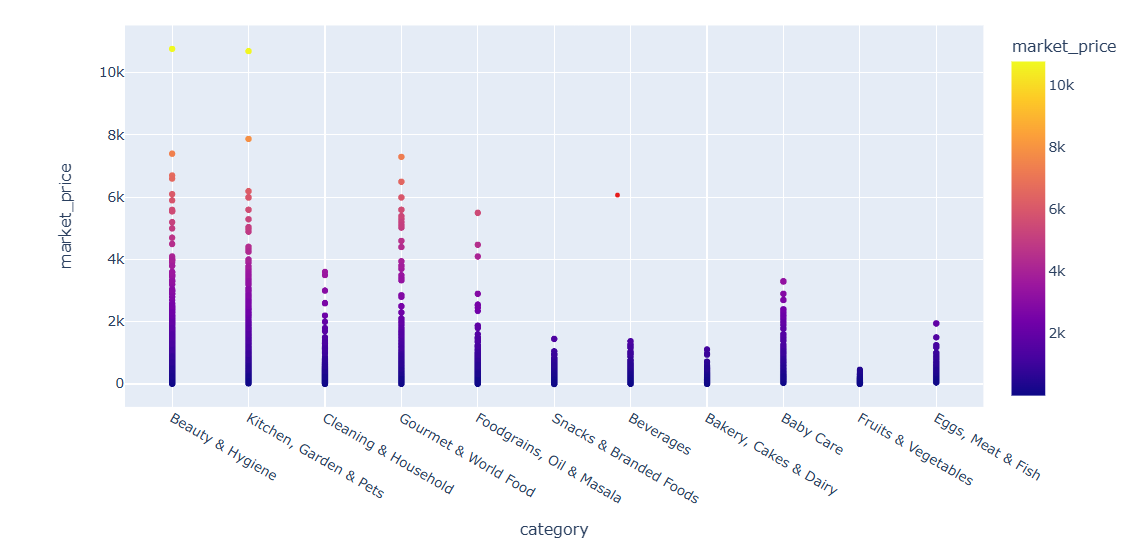 market_price
10k
8k
6k
4k
2k
0
market_price
10k
8k
6k
4k
2k
Beauty & Hygiene
Kitchen, Garden & Pets
Cleaning & Household
Gourmet & World Food
Foodgrains, Oil & Masala
Snacks & Branded Foods
Beverages
Bakery, Cakes & Dairy
Baby Care
Fruits & Vegetables
Eggs, Meat & Fish
category